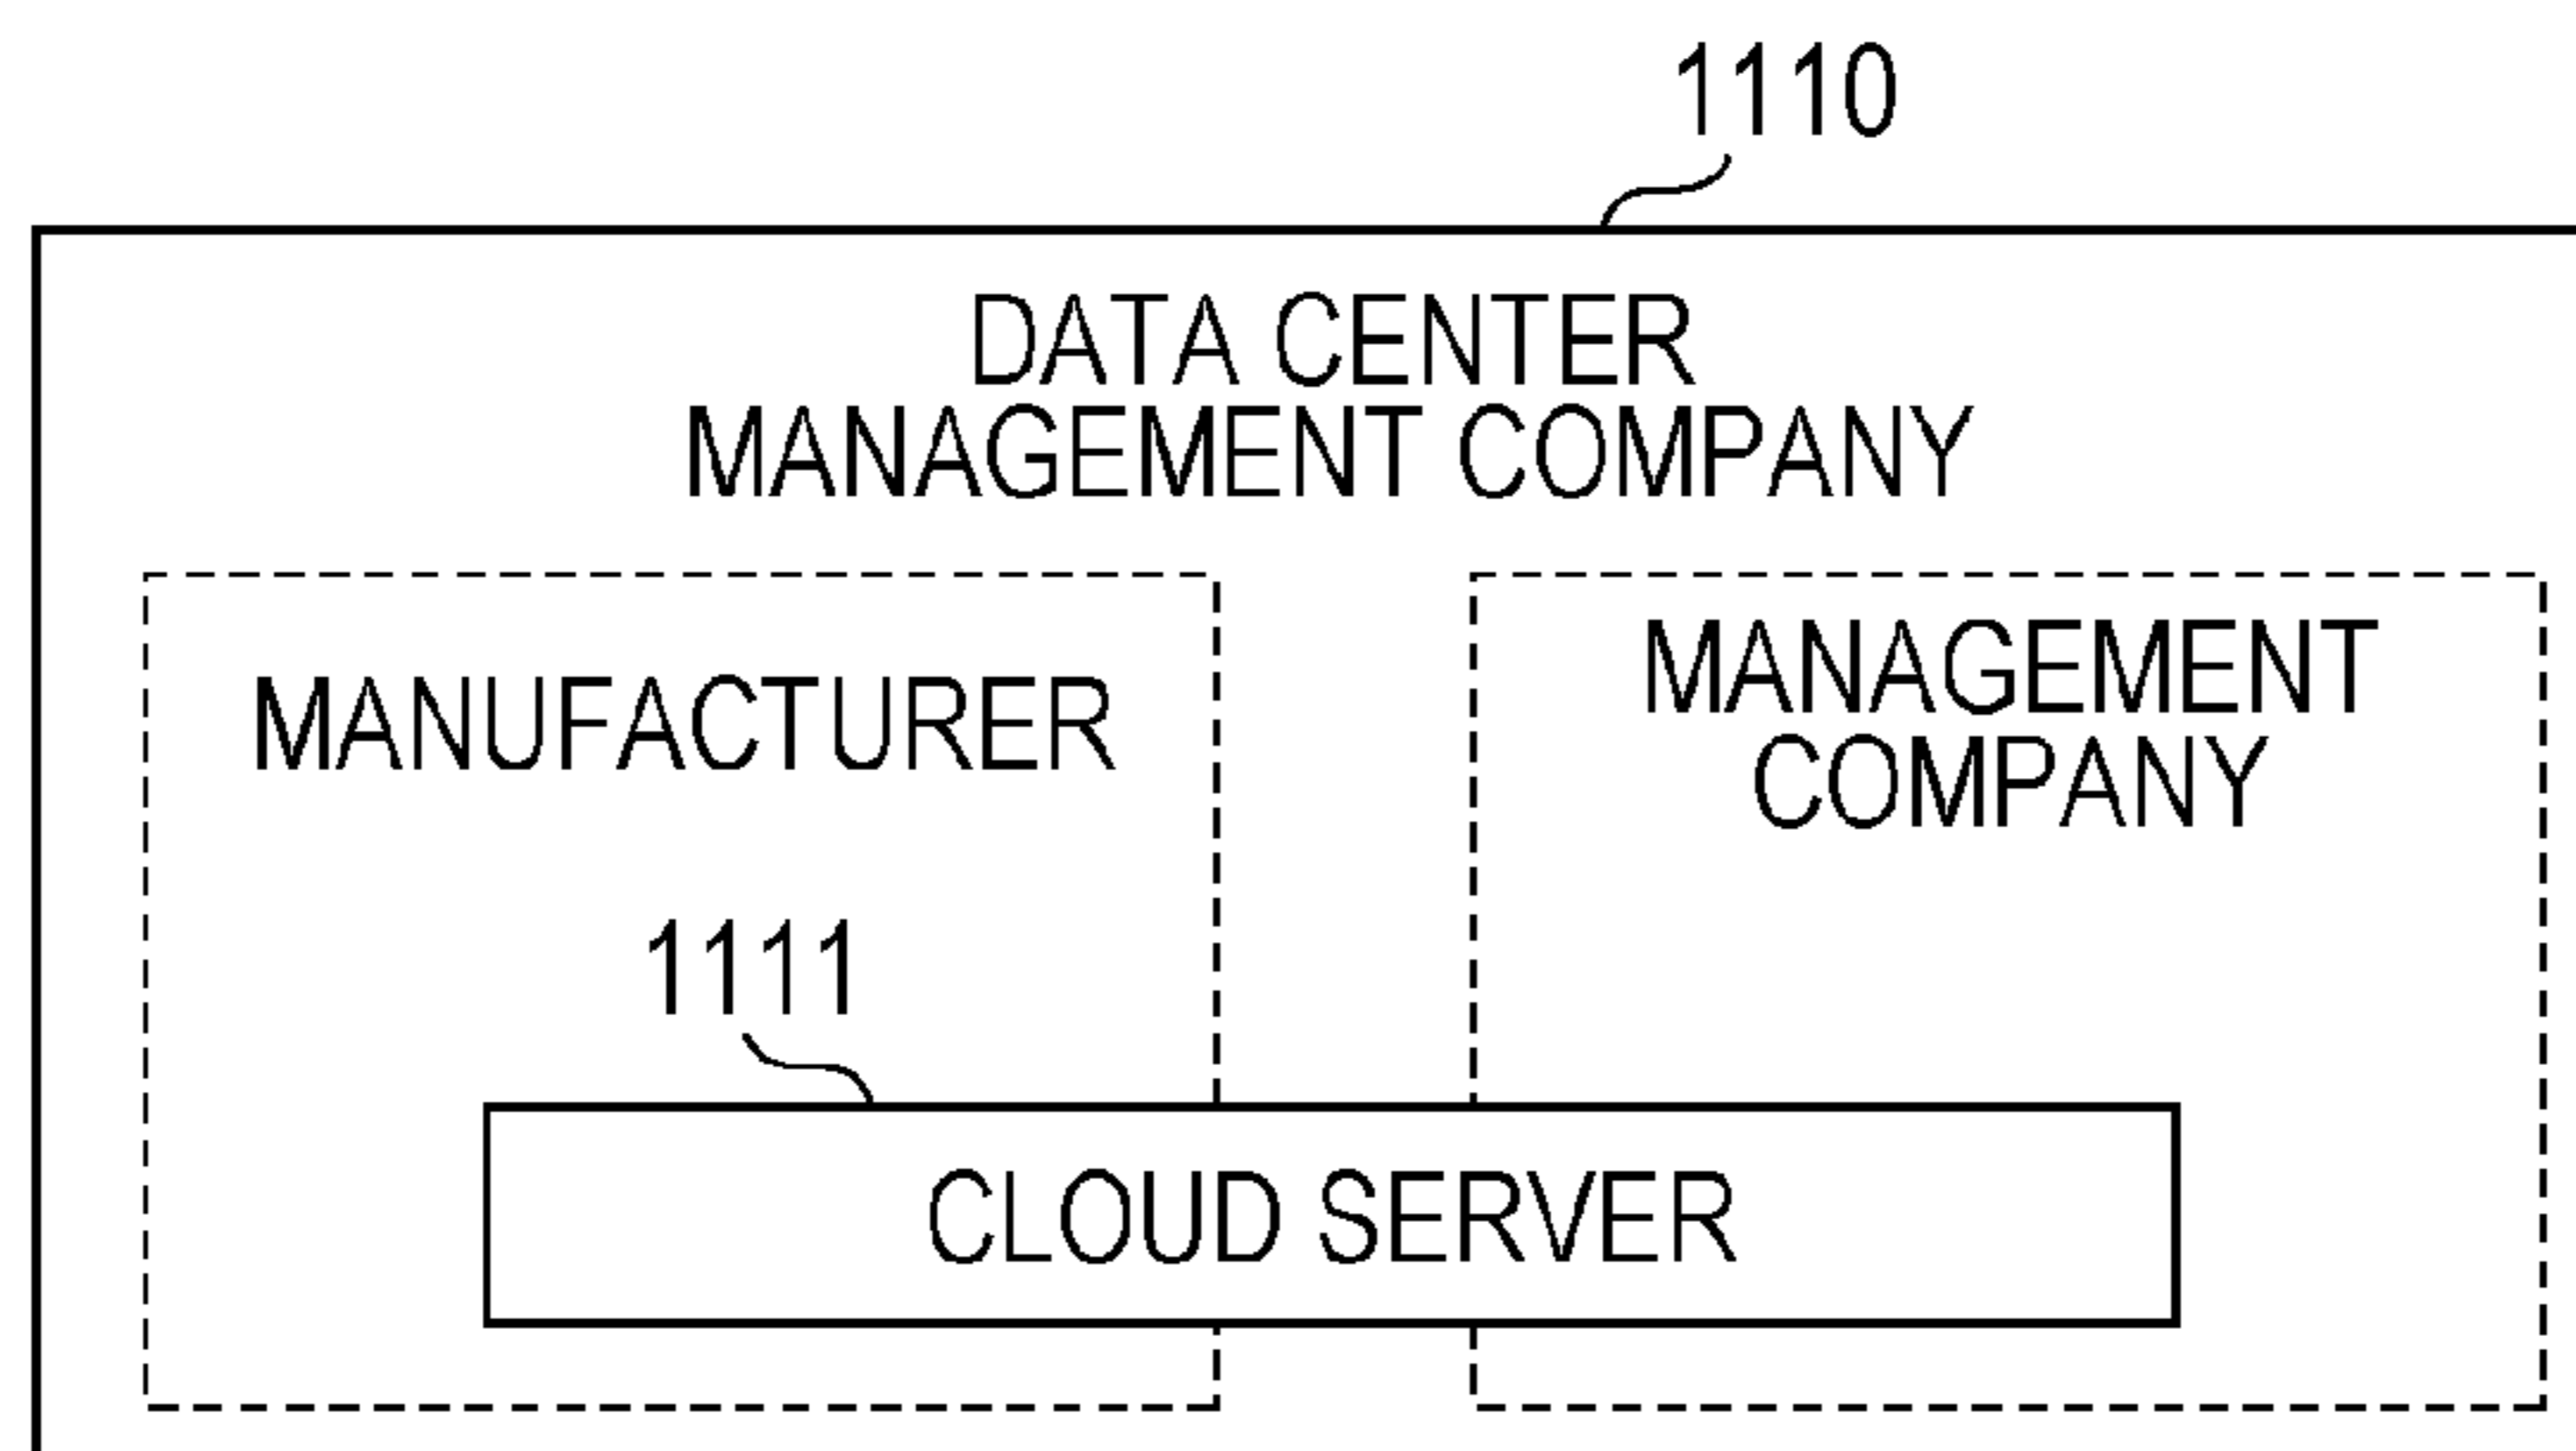 1110
DATA CENTER
MANAGEMENT COMPANY
MANUFACTURER
MANAGEMENT
COMPANY
1111
CLOUD SERVER